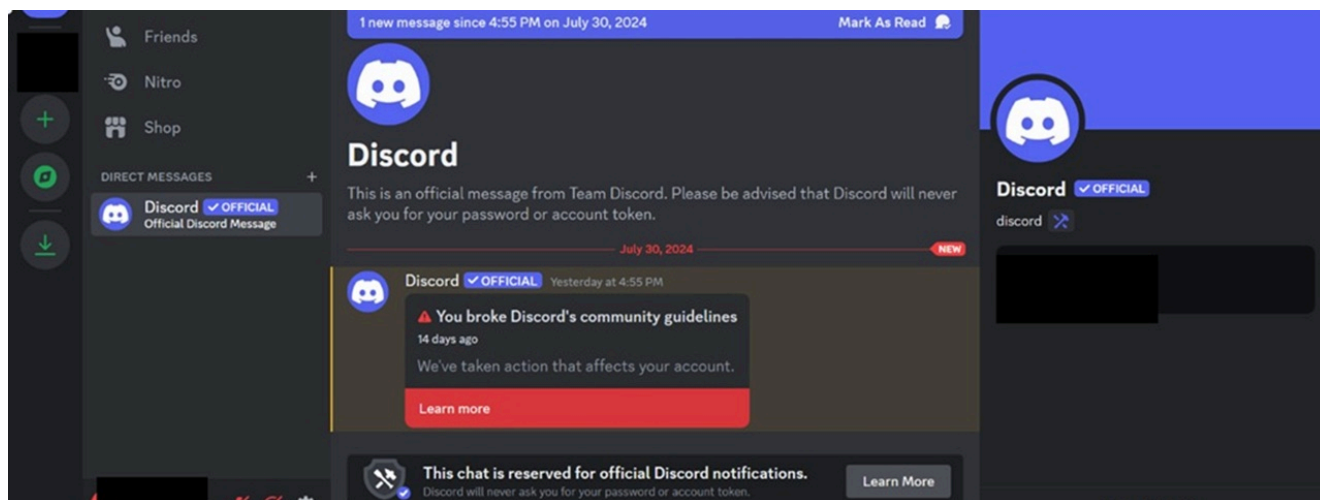 Friends
Nitro
Shop
DIRECT MESSAGES
Discord ✓ OFFICIAL
Official Discord Message
1 new message since 4:55 PM on July 30, 2024 Mark As Read
Discord
This is an official message from Team Discord. Please be advised that Discord will never
ask you for your password or account token.
July 30, 2024 NEW
Discord ✓ OFFICIAL Yesterday at 4:55 PM
You broke Discord's community guidelines
14 days ago
We've taken action that affects your account.
Learn more
This chat is reserved for official Discord notifications.
Discord will never ask you for your password or account token.
Learn More
Discord ✓ OFFICIAL
discord